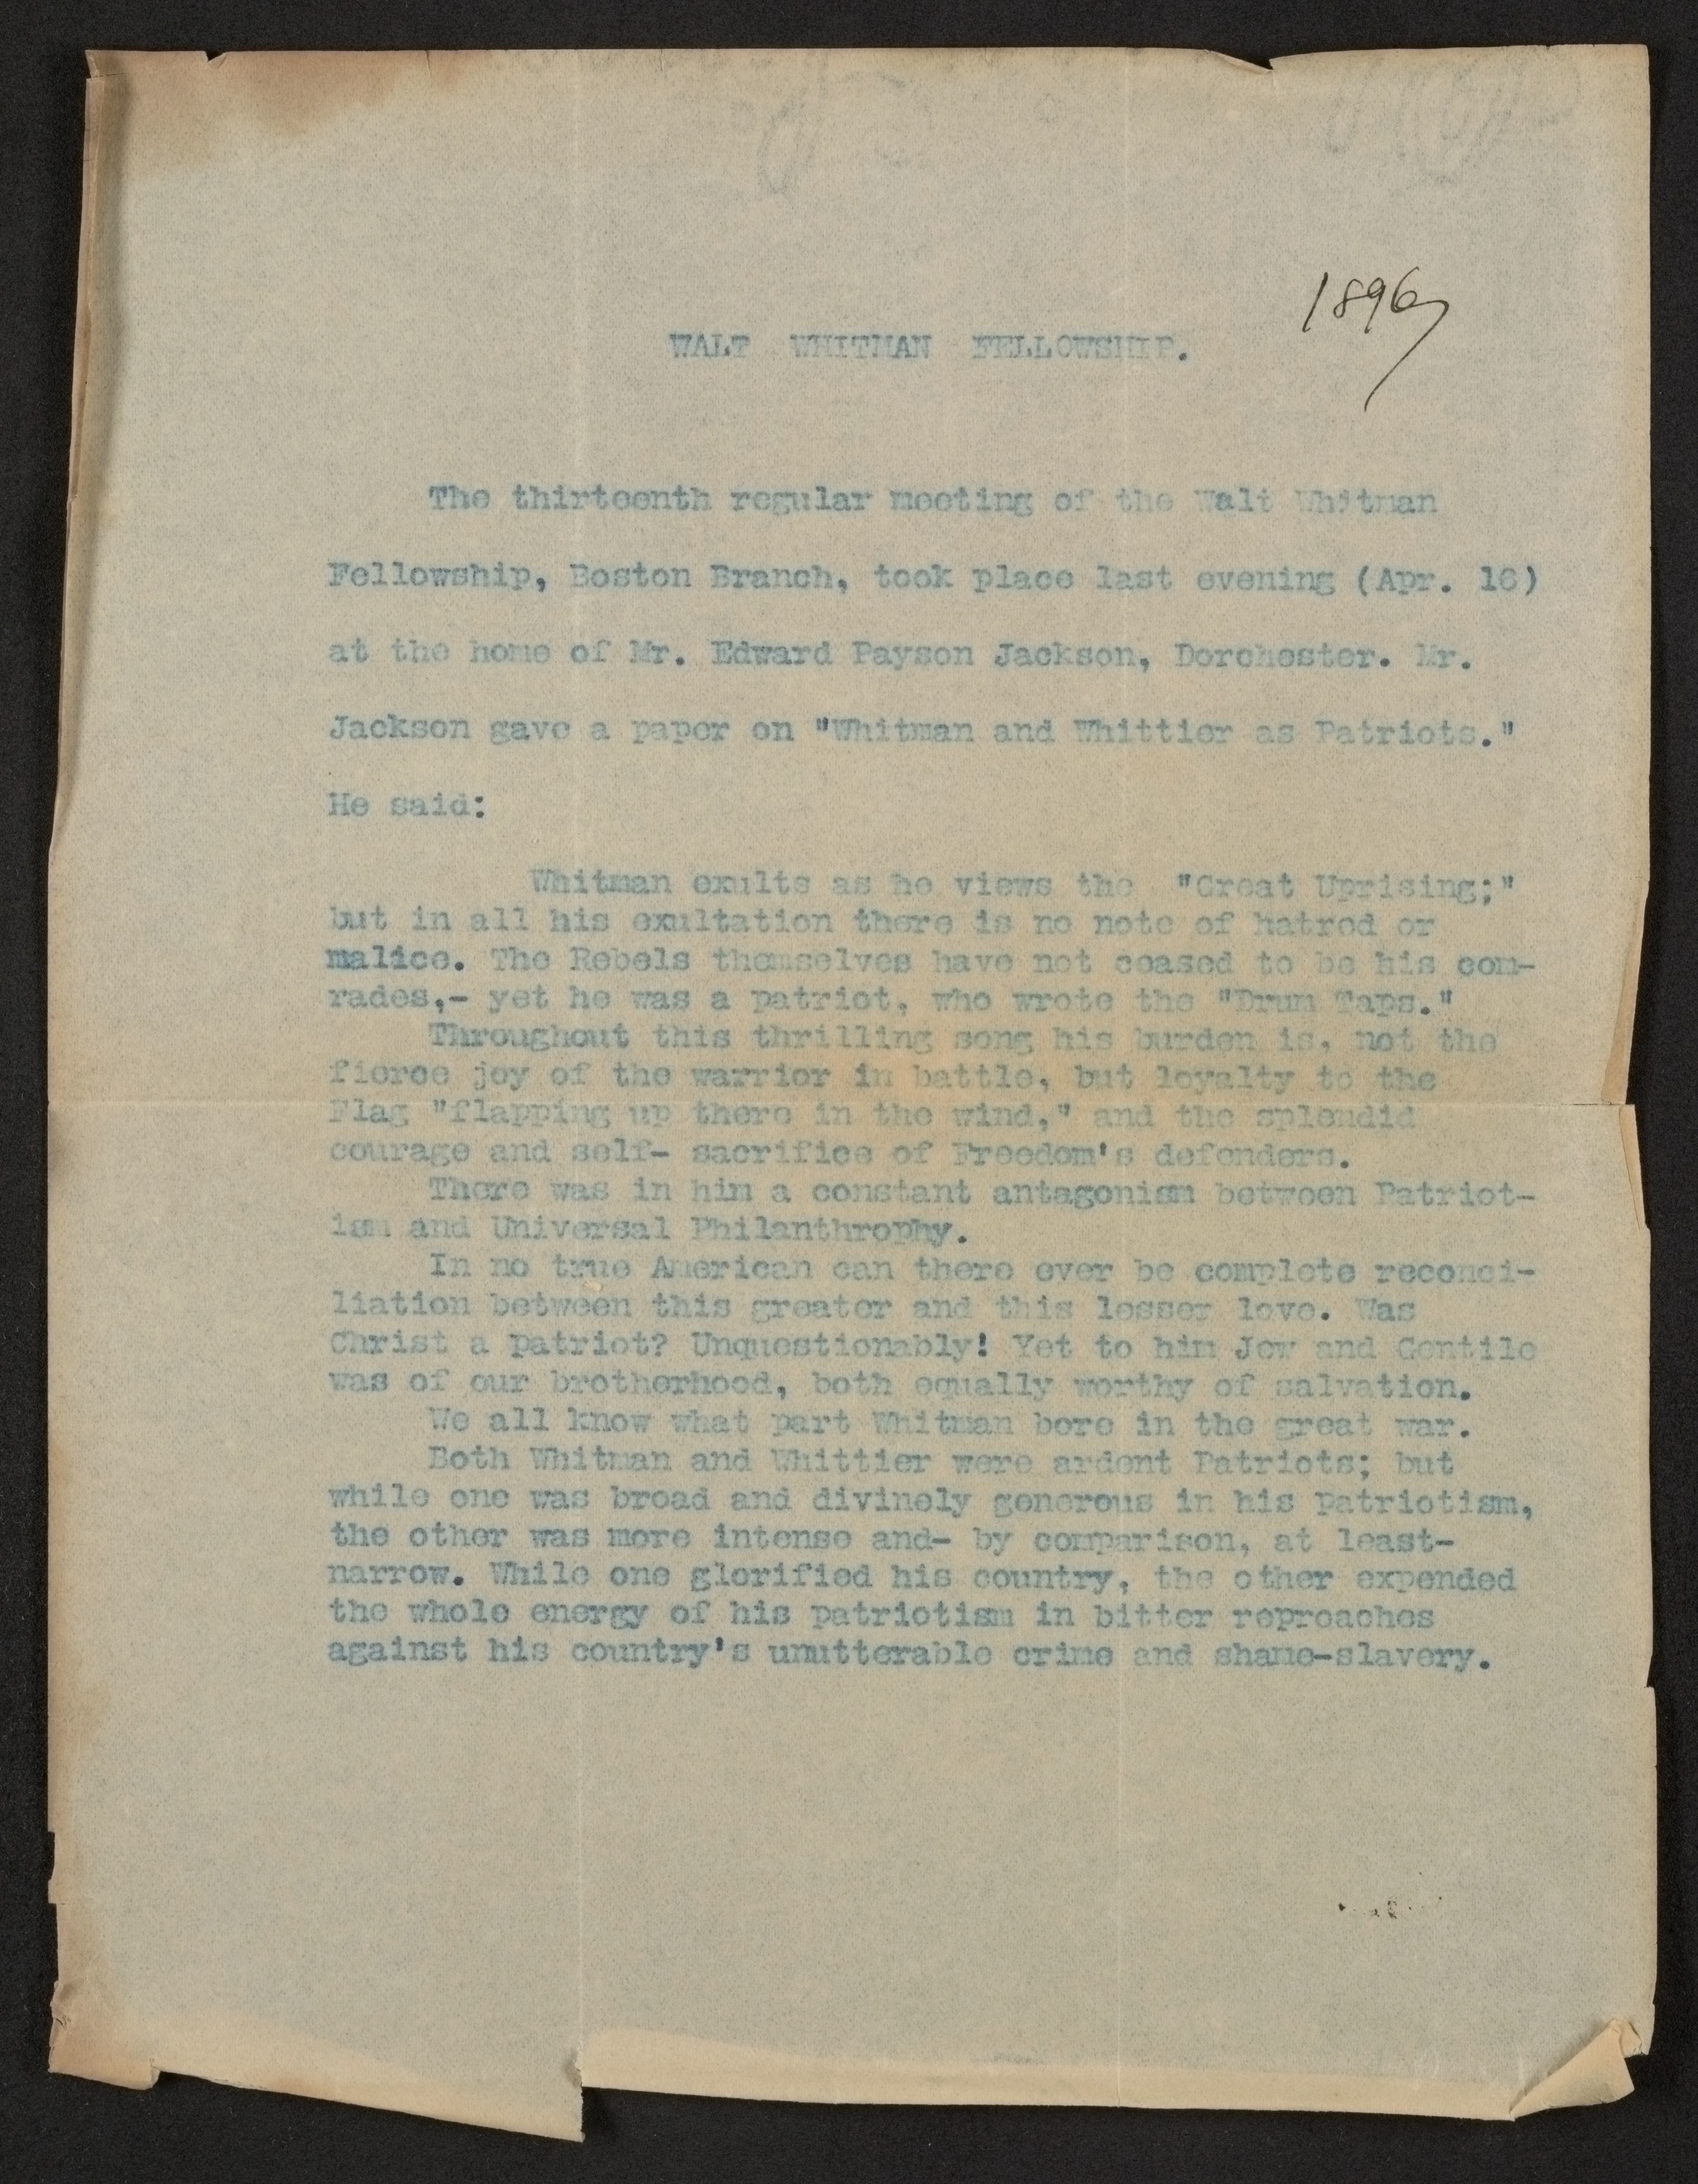 1896
WALT WHITMAN FELLOWSHIP.
The thirteenth regular meeting of the Walt Whitman
Fellowship, Boston Branch, took place last evening (Apr. 16)
at the home of Mr. Edward Payson Jackson, Dorchester. Mr.
Jackson gave a paper on "Whitman and Whittier as Patriots."
He said:
Whitman exults as he views the "Great Uprising;"
but in all his exultation there is no note of hatred or
malice. The Rebels themselves have not ceased to be his com-
rades,- yet he was a patriot, who wrote the "Drum Taps."
Throughout this thrilling song his burden is, not the
fierce joy of the warrior in battle, but loyalty to the
Flag "flapping up there in the wind," and the splendid
courage and self- sacrifice of Freedom's defenders.
There was in him a constant antagonism between Patriot-
ism and Universal Philanthrophy.
In no true American can there ever be complete reconci-
liation between this greater and this lesser love. Was
Christ a patriot? Unquestionably! Yet to him Jew and Gentile
was of our brotherhood, both equally worthy of salvation.
We all know what part Whitman bore in the great war.
Both Whitman and Whittier were ardent Patriots; but
while one was broad and divinely generous in his patriotism,
the other was more intense and- by comparison, at least-
narrow. While one glorified his country, the other expended
the whole energy of his patriotism in bitter reproaches
against his country's unutterable crime and shame-slavery.